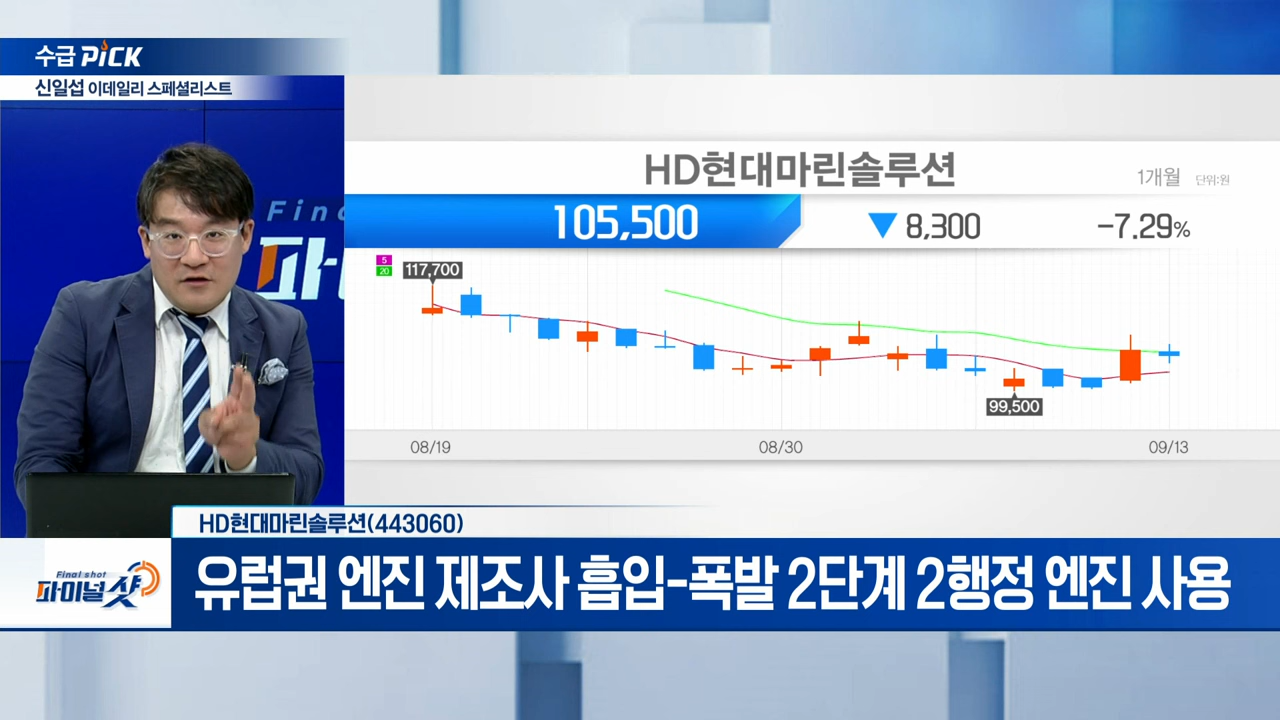 수급 PiCK
신일섭 이데일리 스페셜리스트
Final
파이
HD현대마린솔루션
1개월 단위:원
105,500 ▼ 8,300 -7.29%
5
20
117,700
99,500
08/19 08/30 09/13
HD현대마린솔루션(443060)
Final shot
파이널샷
유럽권 엔진 제조사 흡입-폭발 2단계 2행정 엔진 사용